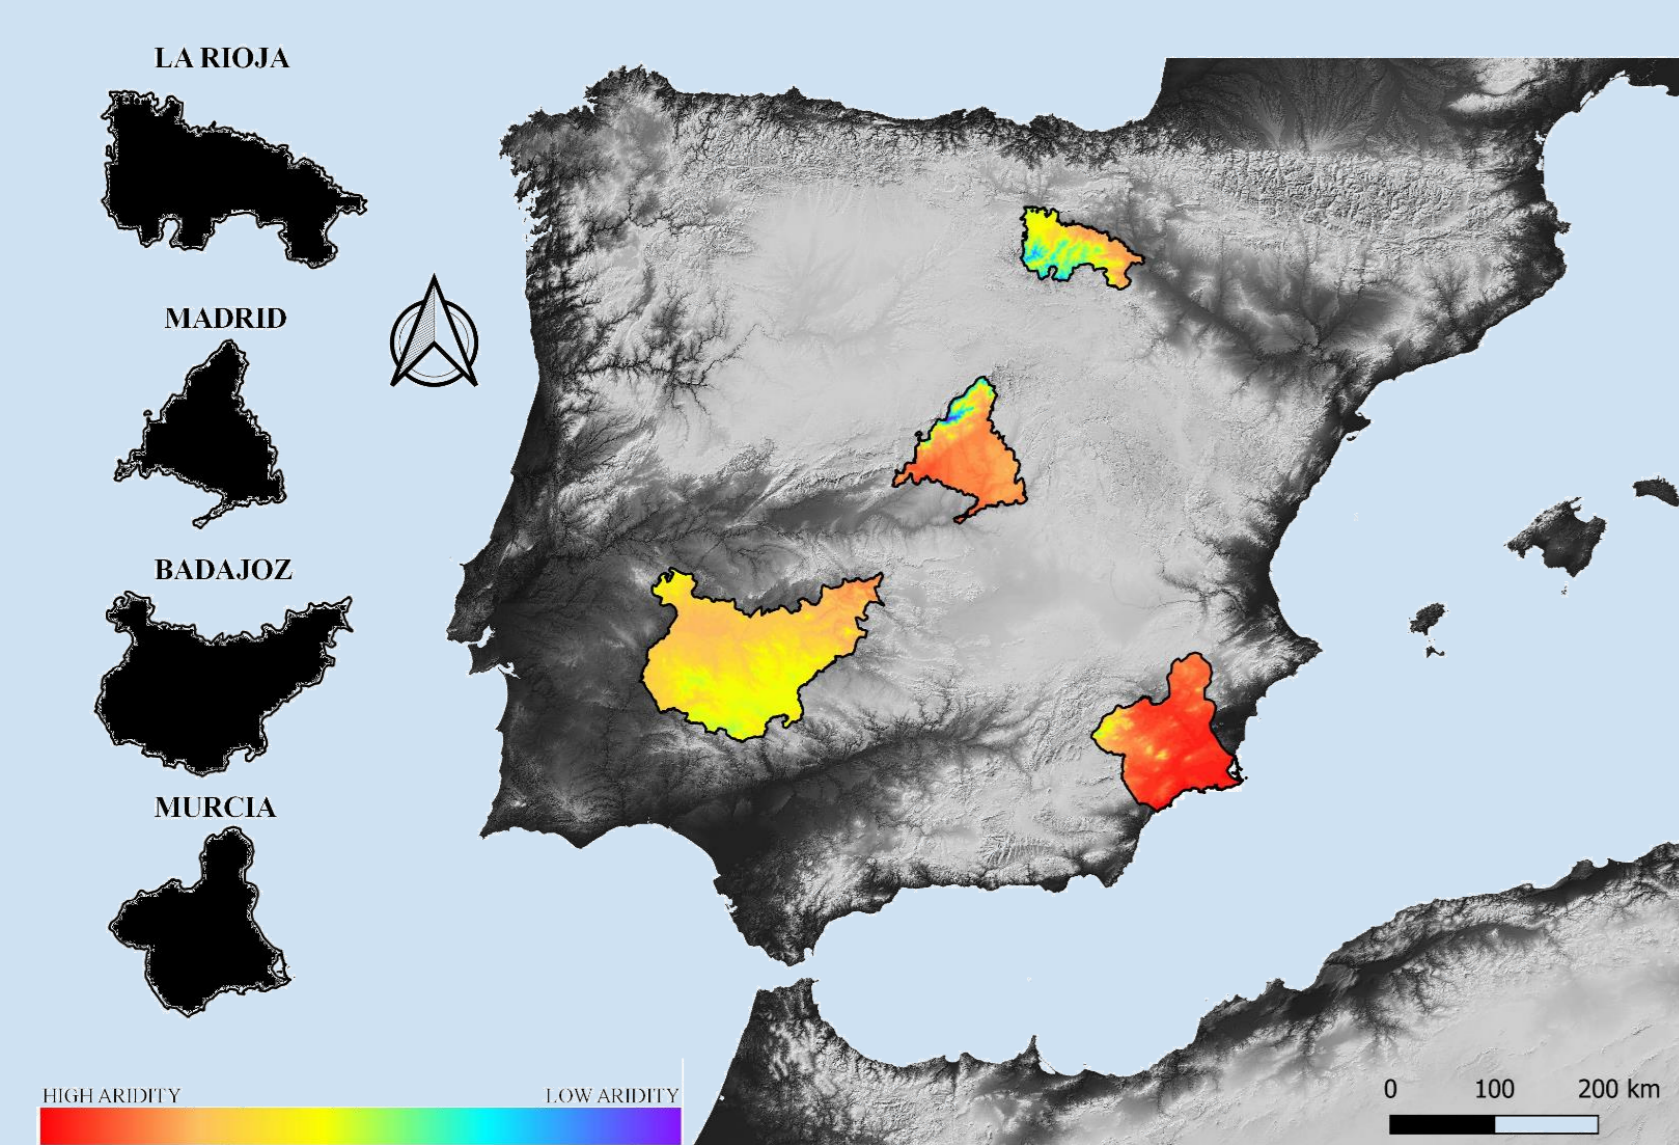 LA RIOJA
MADRID
BADAJOZ
MURCIA
HIGH ARIDITY
LOW ARIDITY
0 100 200 km